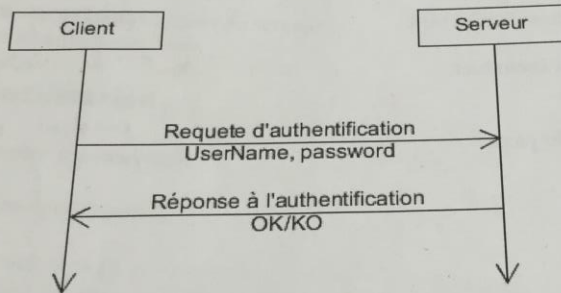 Client
Serveur
Requete d'authentification
UserName, password
Réponse à l'authentification
OK/KO